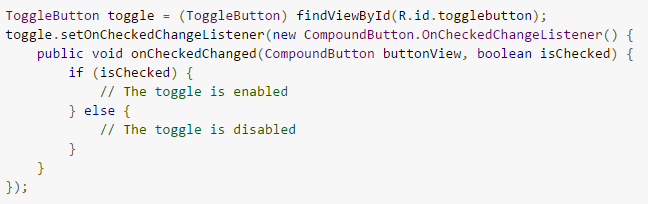 ToggleButton toggle = (ToggleButton) findViewById(R.id.togglebutton);
toggle.setOnCheckedChangeListener(new CompoundButton.OnCheckedChangeListener() {
    public void onCheckedChanged(CompoundButton buttonView, boolean isChecked) {
        if (isChecked) {
            // The toggle is enabled
        } else {
            // The toggle is disabled
        }
    }
});